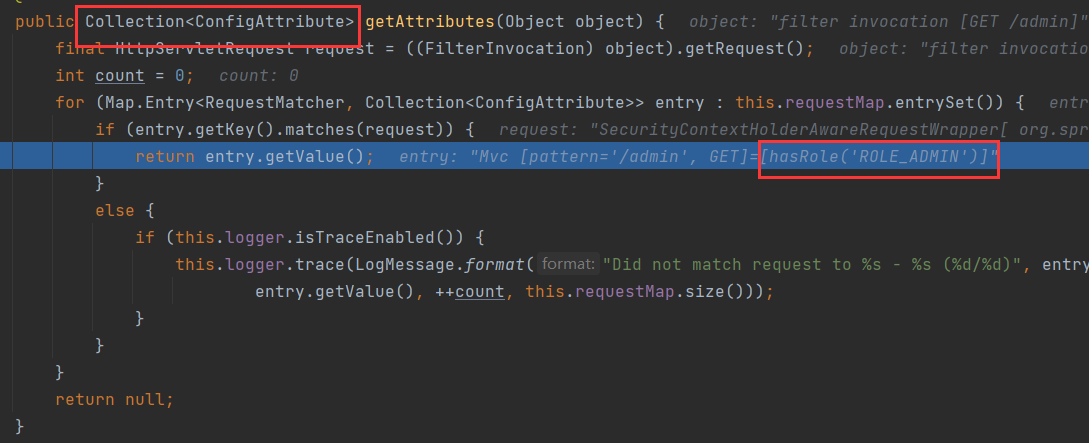 public Collection<ConfigAttribute> getAttributes(Object object) { object: "filter invocation [GET /admin]"
final HttpServletRequest request = ((FilterInvocation) object).getRequest(); object: "filter invocatio
int count = 0; count: 0
for (Map.Entry<RequestMatcher, Collection<ConfigAttribute>> entry : this.requestMap.entrySet()) { entr
if (entry.getKey().matches(request)) { request: "SecurityContextHolderAwareRequestWrapper[ org.spr
return entry.getValue(); entry: "Mvc [pattern='/admin', GET]=[hasRole('ROLE_ADMIN')]"
}
else {
if (this.logger.isTraceEnabled()) {
this.logger.trace(LogMessage.format( format: "Did not match request to %s - %s (%d/%d)", entry
entry.getValue(), ++count, this.requestMap.size()));
}
}
}
return null;
}